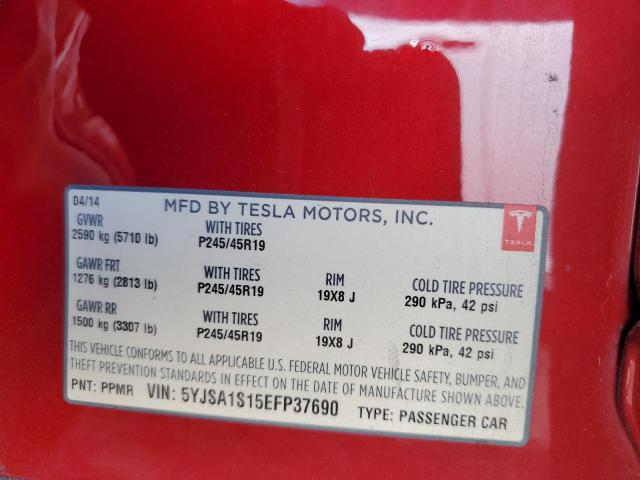 04/14 MFD BY TESLA MOTORS, INC.
GVWR WITH TIRES
2590 kg (5710 lb) P245/45R19
TESLA
GAWR FRT WITH TIRES RIM COLD TIRE PRESSURE
1276 kg (2813 lb) P245/45R19 19X8 J 290 kPa, 42 psi
GAWR RR WITH TIRES RIM COLD TIRE PRESSURE
1500 kg (3307 lb) P245/45R19 19X8 J 290 kPa, 42 psi
THIS VEHICLE CONFORMS TO ALL APPLICABLE U.S. FEDERAL MOTOR VEHICLE SAFETY, BUMPER, AND
THEFT PREVENTION STANDARDS IN EFFECT ON THE DATE OF MANUFACTURE SHOWN ABOVE.
PNT: PPMR VIN: 5YJSA1S15EFP37690 TYPE: PASSENGER CAR